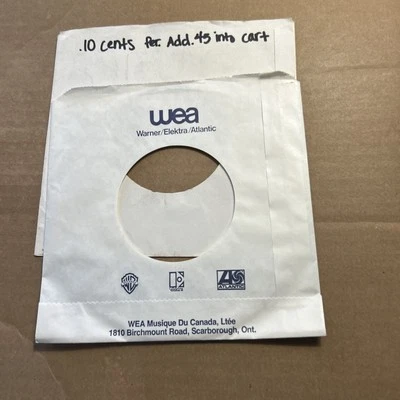 .10 cents per. Add. 45 into cart
wea
Warner/Elektra/Atlantic
ATLANTIC
WEA Musique Du Canada, Ltée
1810 Birchmount Road, Scarborough, Ont.